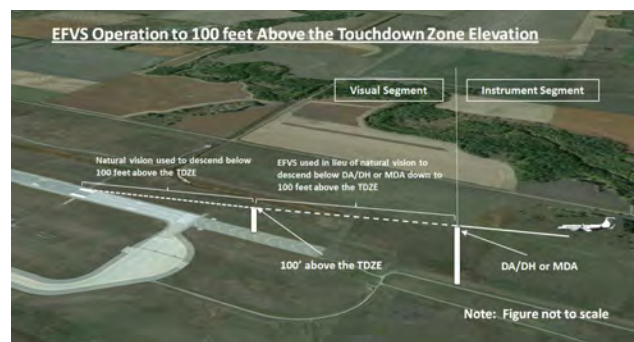 EFVS Operation to 100 feet Above the Touchdown Zone Elevation
Visual Segment
Instrument Segment
Natural vision used to descend below
100 feet above the TDZE
EFVS used in lieu of natural vision to
descend below DA/DH or MDA down to
100 feet above the TDZE
100' above the TDZE
DA/DH or MDA
Note: Figure not to scale